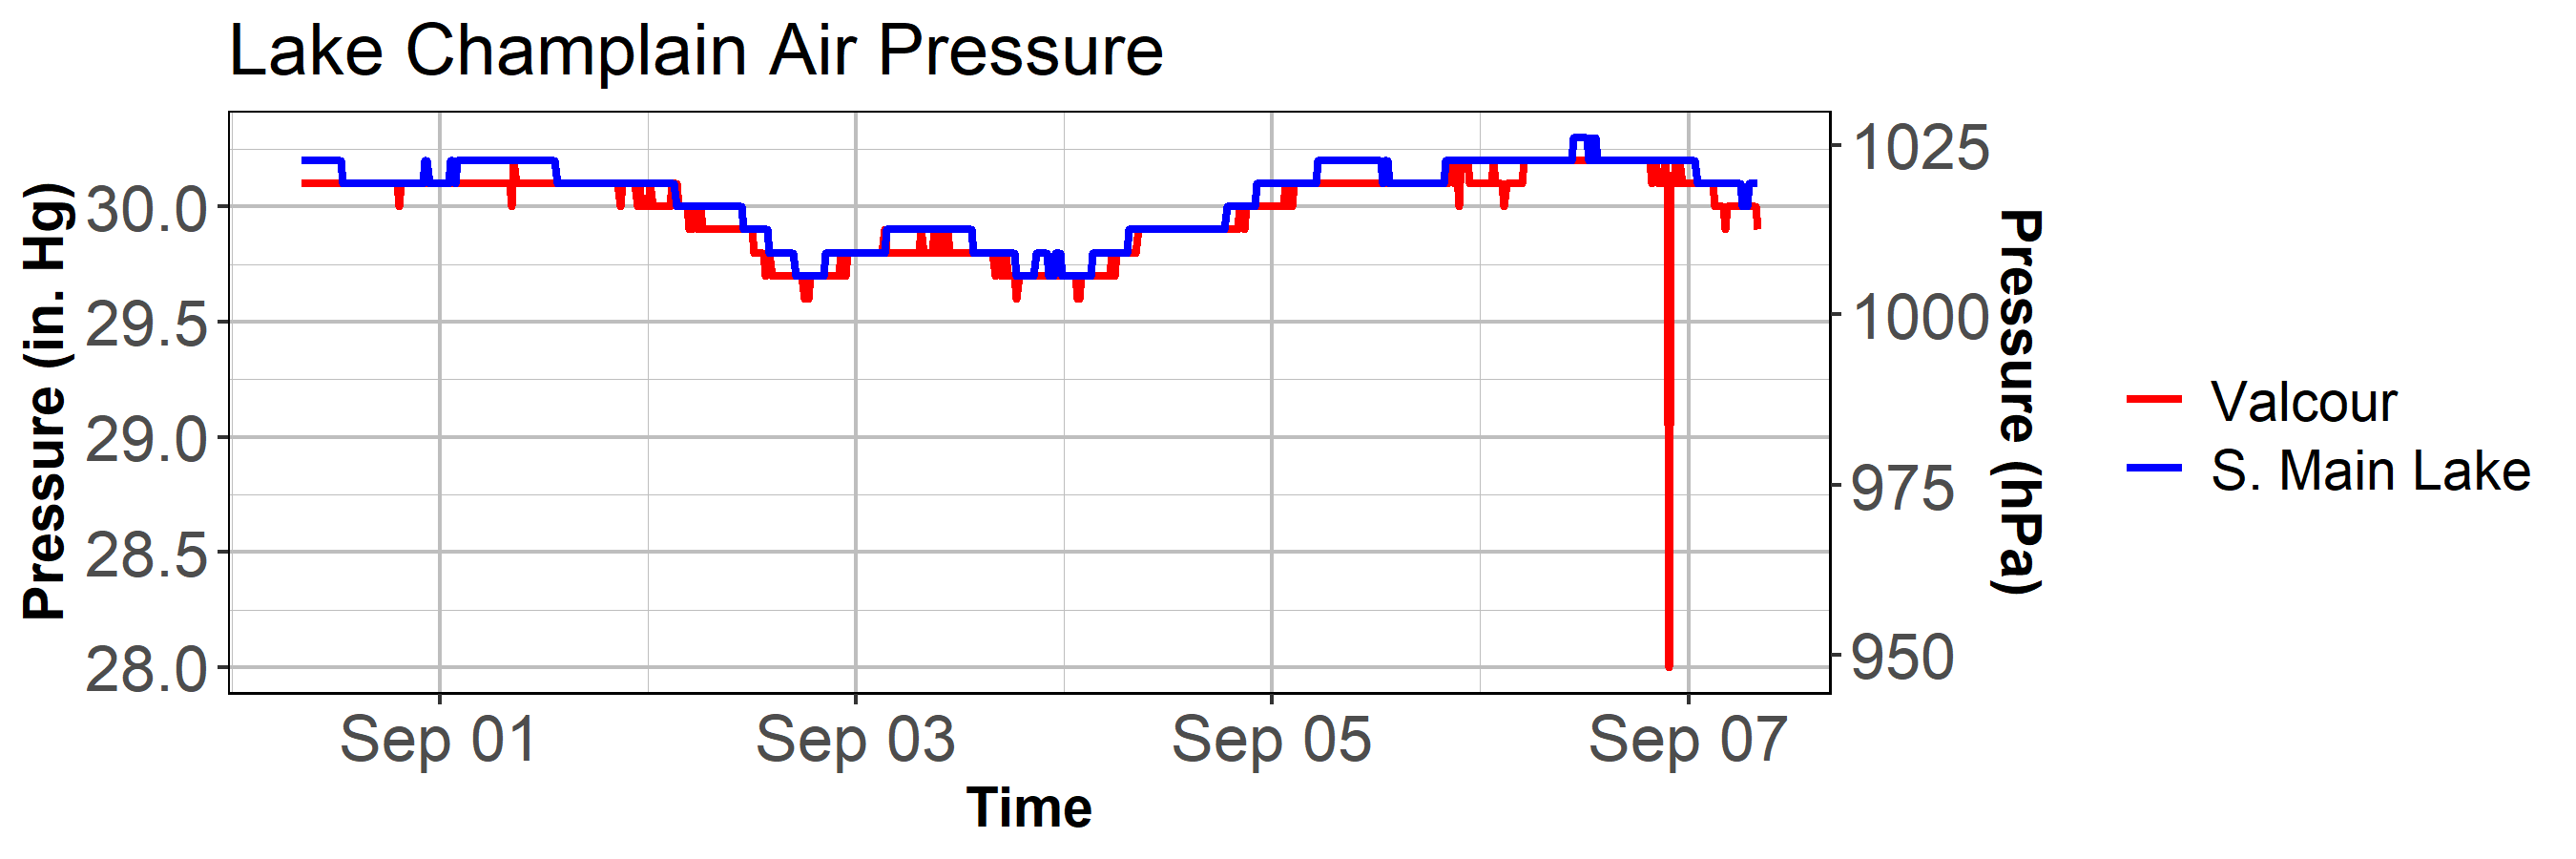 Lake Champlain Air Pressure
Pressure (in. Hg)
30.0
29.5
29.0
28.5
28.0
1025
1000
975
950
Pressure (hPa)
Sep 01 Sep 03 Sep 05 Sep 07
Time
Valcour
S. Main Lake